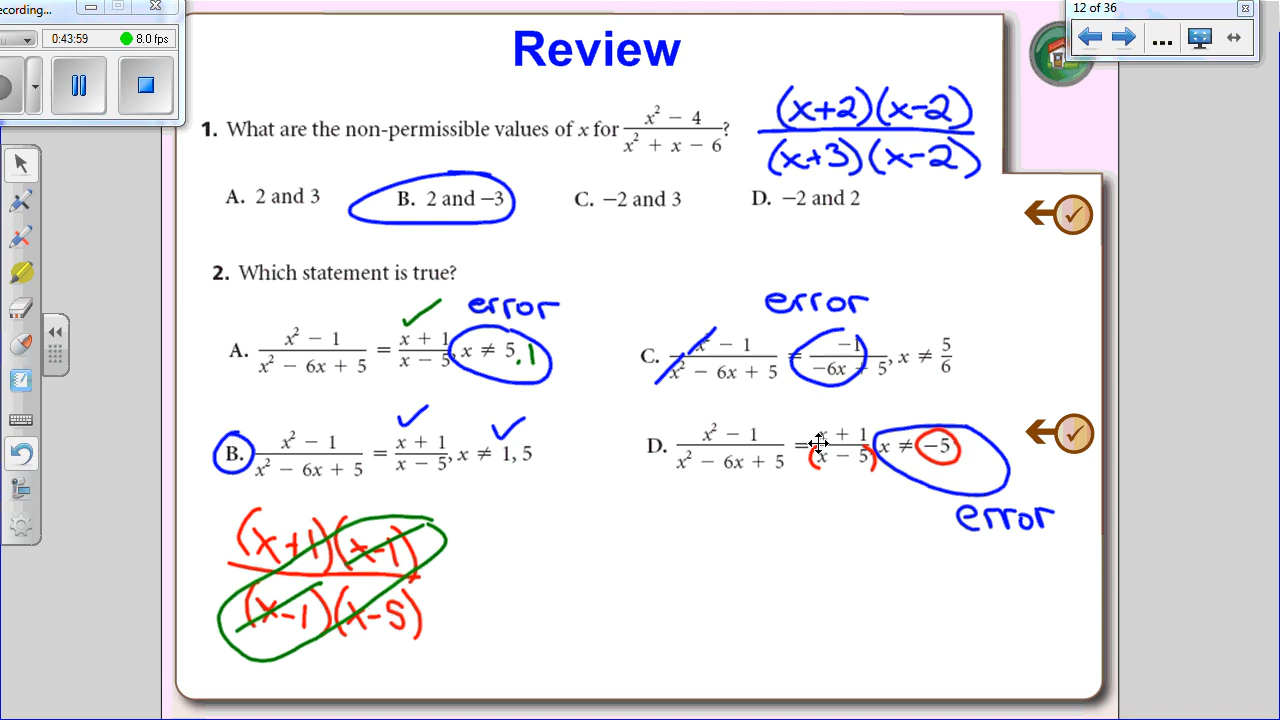 ecording...
12 of 36
0:43:59 8.0 fps
Review
(x+2)(x-2)
(x+3)(x-2)
1. What are the non-permissible values of x for x² − 4 / x² + x − 6 ?
A. 2 and 3 B. 2 and −3 C. −2 and 3 D. −2 and 2
2. Which statement is true?
error error
A. x² − 1 / x² − 6x + 5 = x + 1 / x − 5, x ≠ 5,1
C. x² − 1 / x² − 6x + 5 = −1 / −6x + 5, x ≠ 5/6
B. x² − 1 / x² − 6x + 5 = x + 1 / x − 5, x ≠ 1, 5
D. x² − 1 / x² − 6x + 5 = x + 1 / (x − 5) x ≠ −5
error
(x+1)(x-1)
(x-1)(x-5)